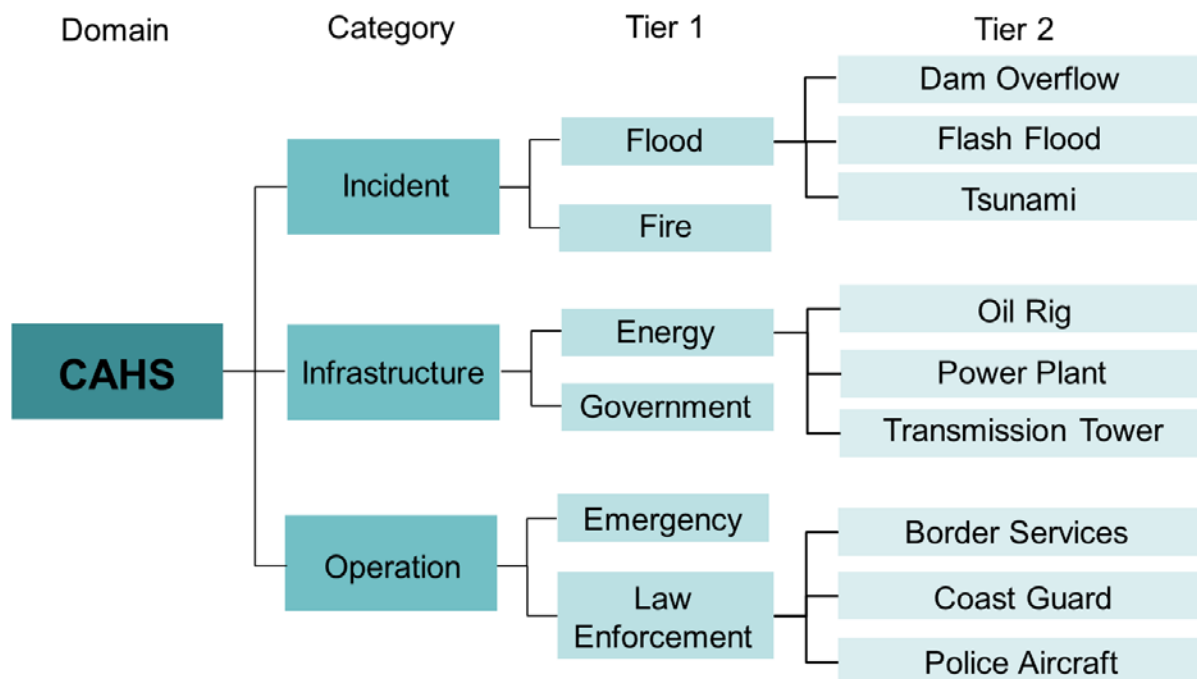 Domain
Category
Tier 1
Tier 2
CAHS
Incident
Flood
Dam Overflow
Flash Flood
Tsunami
Fire
Infrastructure
Energy
Oil Rig
Power Plant
Transmission Tower
Government
Operation
Emergency
Law
Enforcement
Border Services
Coast Guard
Police Aircraft